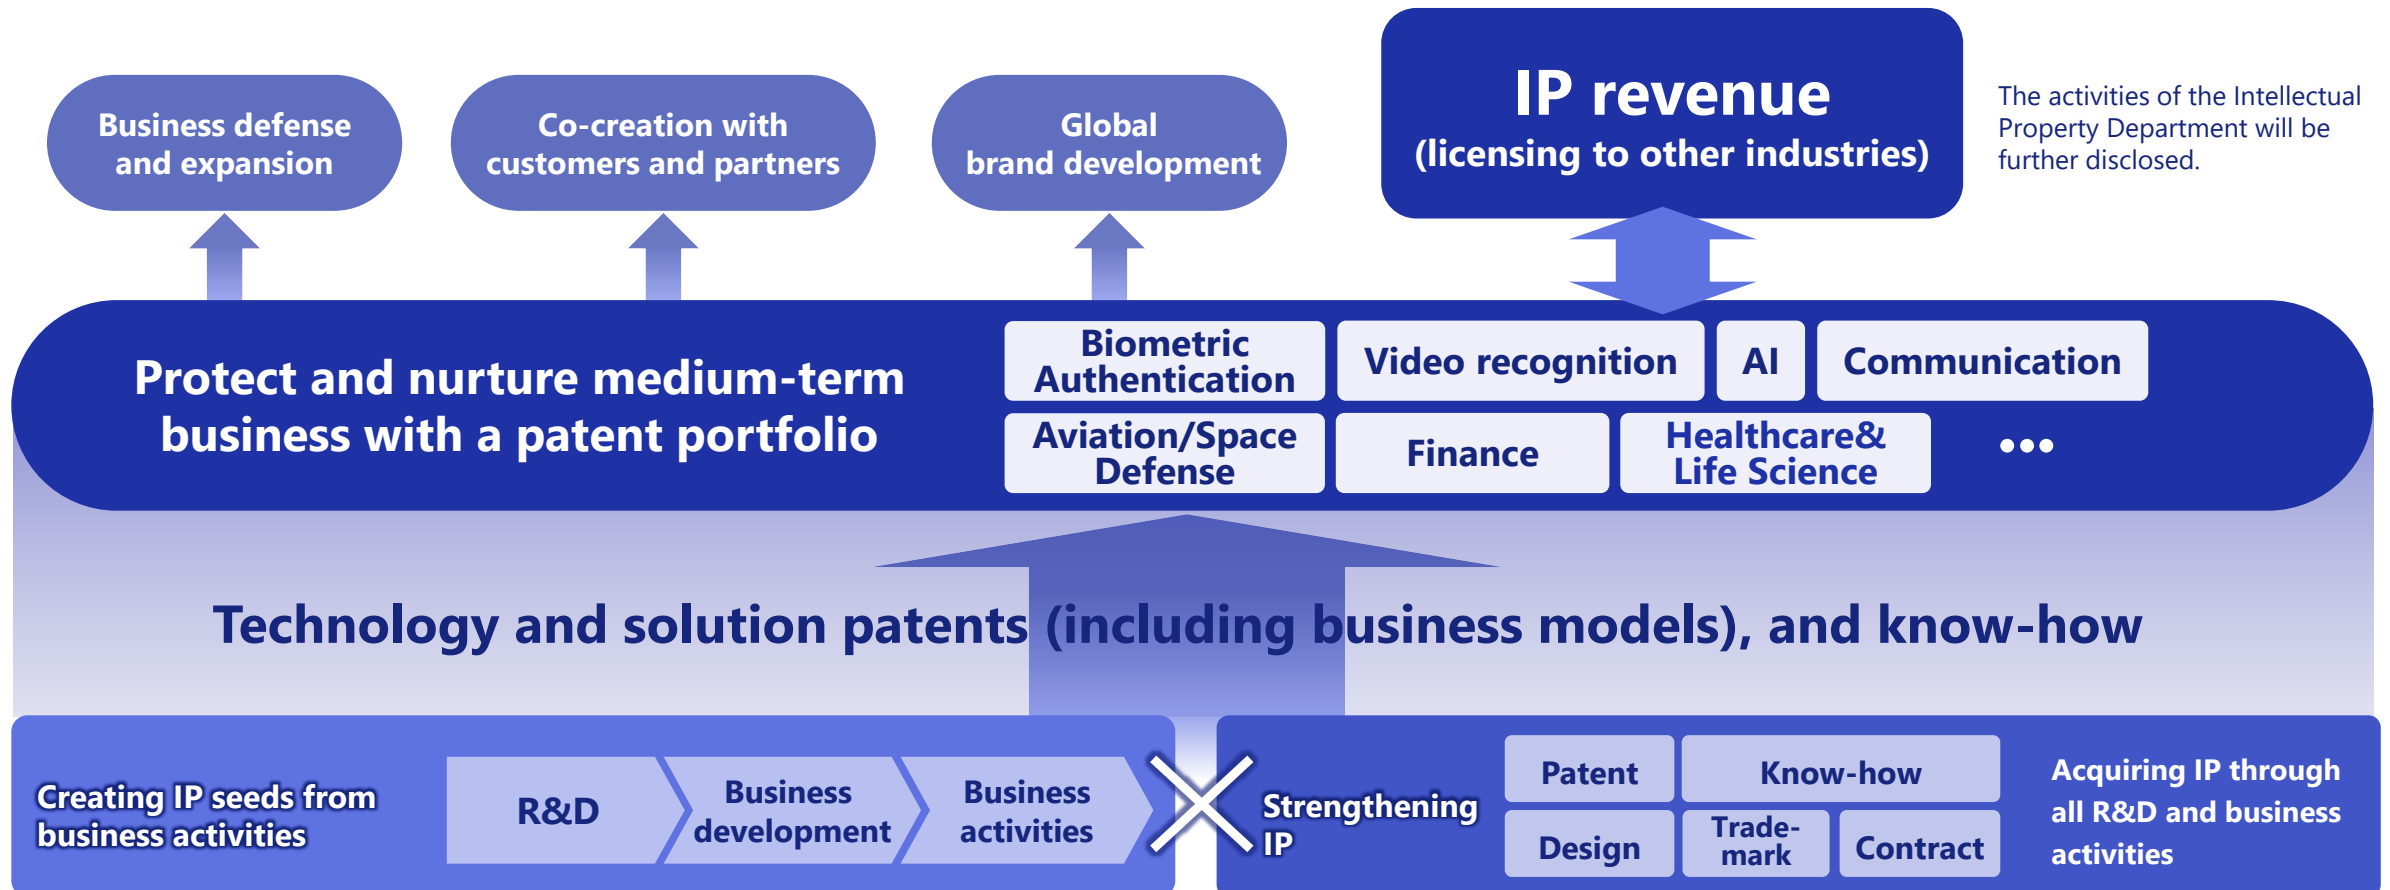 Business defense
and expansion
Co-creation with
customers and partners
Global
brand development
IP revenue
(licensing to other industries)
The activities of the Intellectual
Property Department will be
further disclosed.
Protect and nurture medium-term
business with a patent portfolio
Biometric
Authentication
Video recognition
AI
Communication
Aviation/Space
Defense
Finance
Healthcare&
Life Science
•••
Technology and solution patents (including business models), and know-how
Creating IP seeds from
business activities
R&D
Business
development
Business
activities
Strengthening
IP
Patent
Know-how
Design
Trade-
mark
Contract
Acquiring IP through
all R&D and business
activities